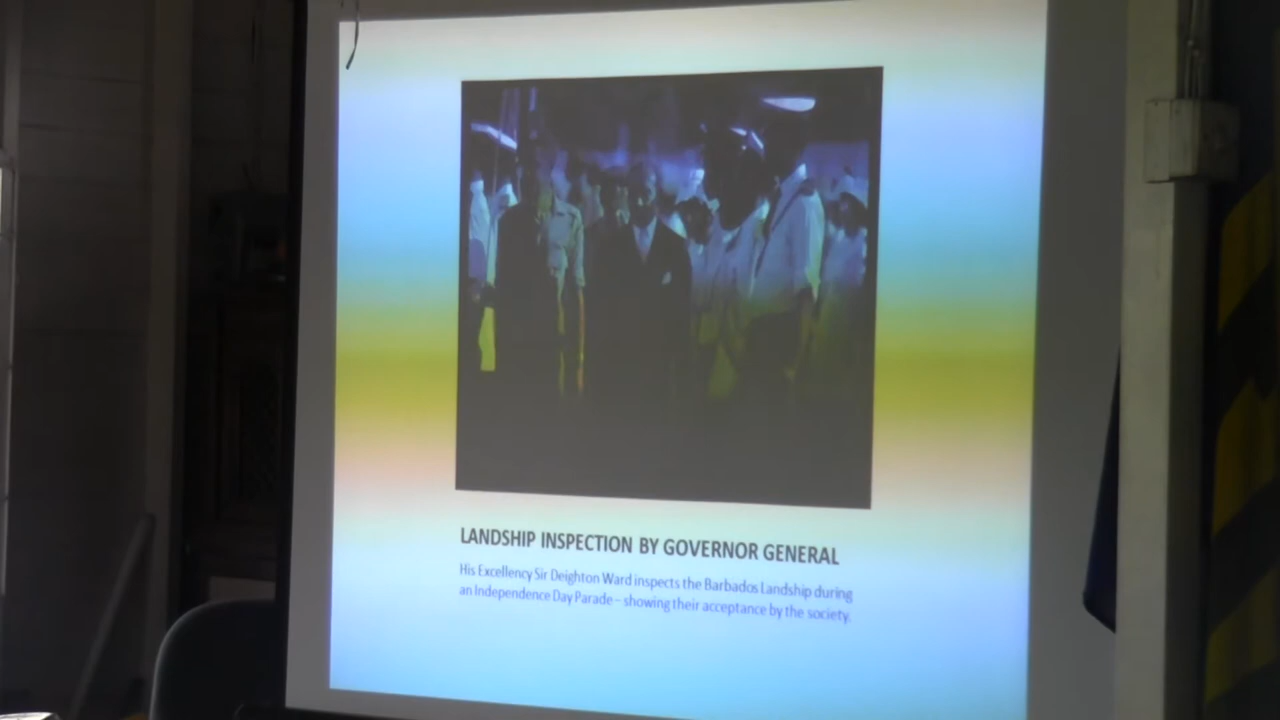 LANDSHIP INSPECTION BY GOVERNOR GENERAL
His Excellency Sir Deighton Ward inspects the Barbados Landship during
an Independence Day Parade – showing their acceptance by the society.